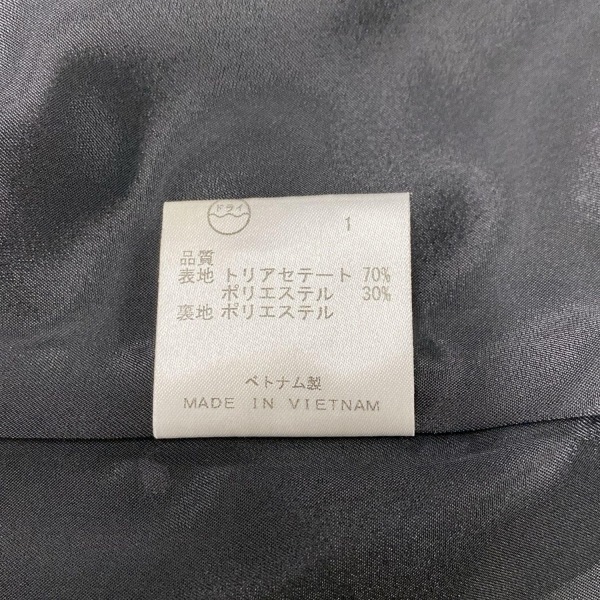 ドライ
1
品質
表地 トリアセテート 70%
ポリエステル 30%
裏地 ポリエステル
ベトナム製
MADE IN VIETNAM